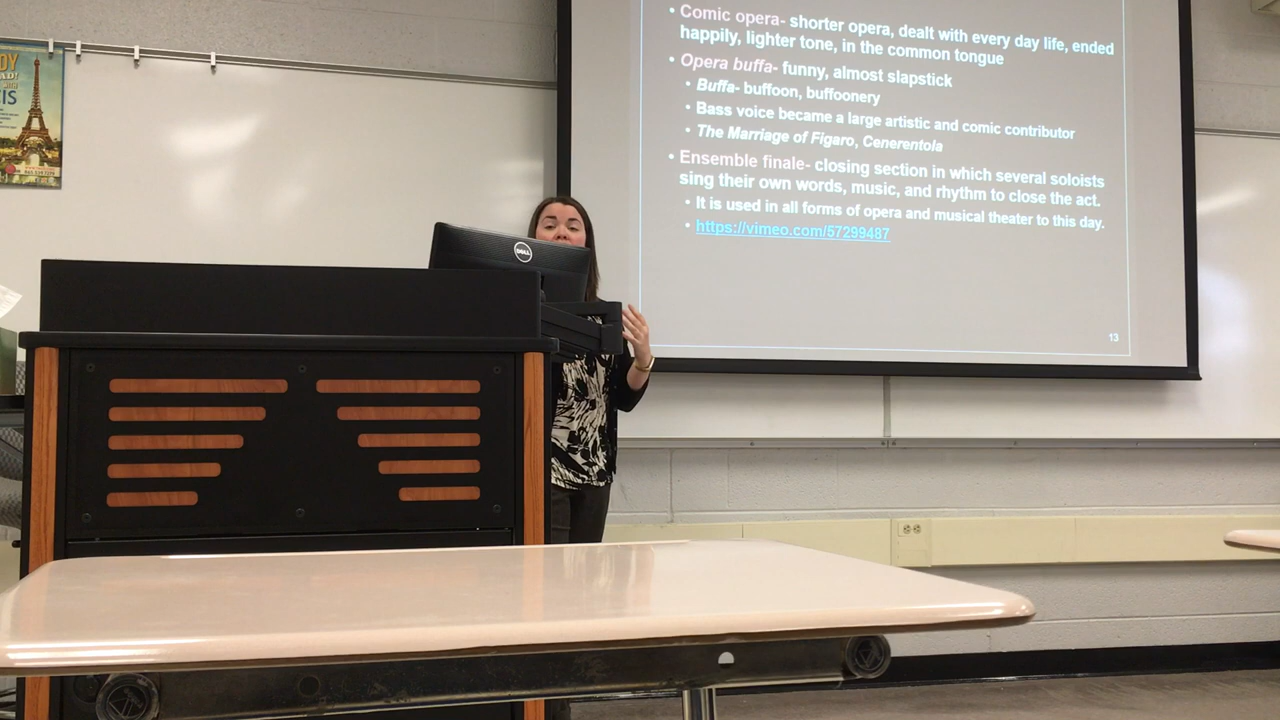 • Comic opera- shorter opera, dealt with every day life, ended
happily, lighter tone, in the common tongue
• Opera buffa- funny, almost slapstick
• Buffa- buffoon, buffoonery
• Bass voice became a large artistic and comic contributor
• The Marriage of Figaro, Cenerentola
• Ensemble finale- closing section in which several soloists
sing their own words, music, and rhythm to close the act.
• It is used in all forms of opera and musical theater to this day.
• https://vimeo.com/57299487
13
DELL